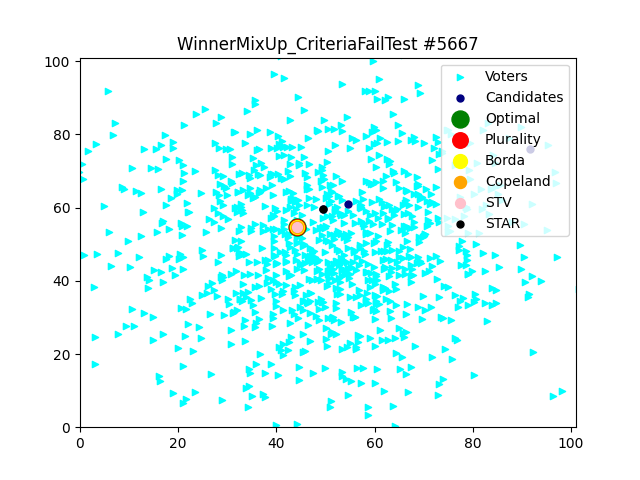 WinnerMixUp_CriteriaFailTest #5667
100
80
60
40
20
0
0
20
40
60
80
100
Voters
Candidates
Optimal
Plurality
Borda
Copeland
STV
STAR